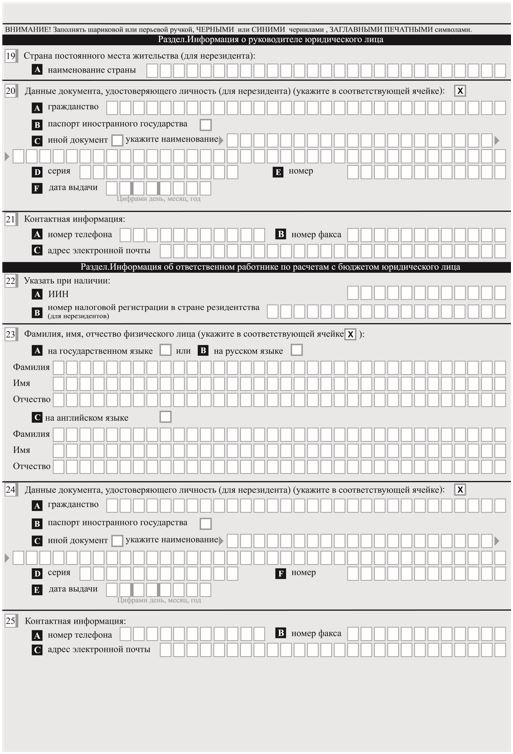 ВНИМАНИЕ! Заполнять шариковой или перьевой ручкой, ЧЕРНЫМИ или СИНИМИ чернилами , ЗАГЛАВНЫМИ ПЕЧАТНЫМИ символами.
Раздел.Информация о руководителе юридического лица
19 Страна постоянного места жительства (для нерезидента):
A наименование страны
20 Данные документа, удостоверяющего личность (для нерезидента) (укажите в соответствующей ячейке): X
A гражданство
B паспорт иностранного государства
C иной документ укажите наименование
D серия E номер
F дата выдачи
Цифрами день, месяц, год
21 Контактная информация:
A номер телефона B номер факса
C адрес электронной почты
Раздел.Информация об ответственном работнике по расчетам с бюджетом юридического лица
22 Указать при наличии:
A ИИН
B номер налоговой регистрации в стране резидентства
(для нерезидентов)
23 Фамилия, имя, отчество физического лица (укажите в соответствующей ячейке X ):
A на государственном языке или B на русском языке
Фамилия
Имя
Отчество
C на английском языке
Фамилия
Имя
Отчество
24 Данные документа, удостоверяющего личность (для нерезидента) (укажите в соответствующей ячейке): X
A гражданство
B паспорт иностранного государства
C иной документ укажите наименование
D серия F номер
E дата выдачи
Цифрами день, месяц, год
25 Контактная информация:
A номер телефона B номер факса
C адрес электронной почты